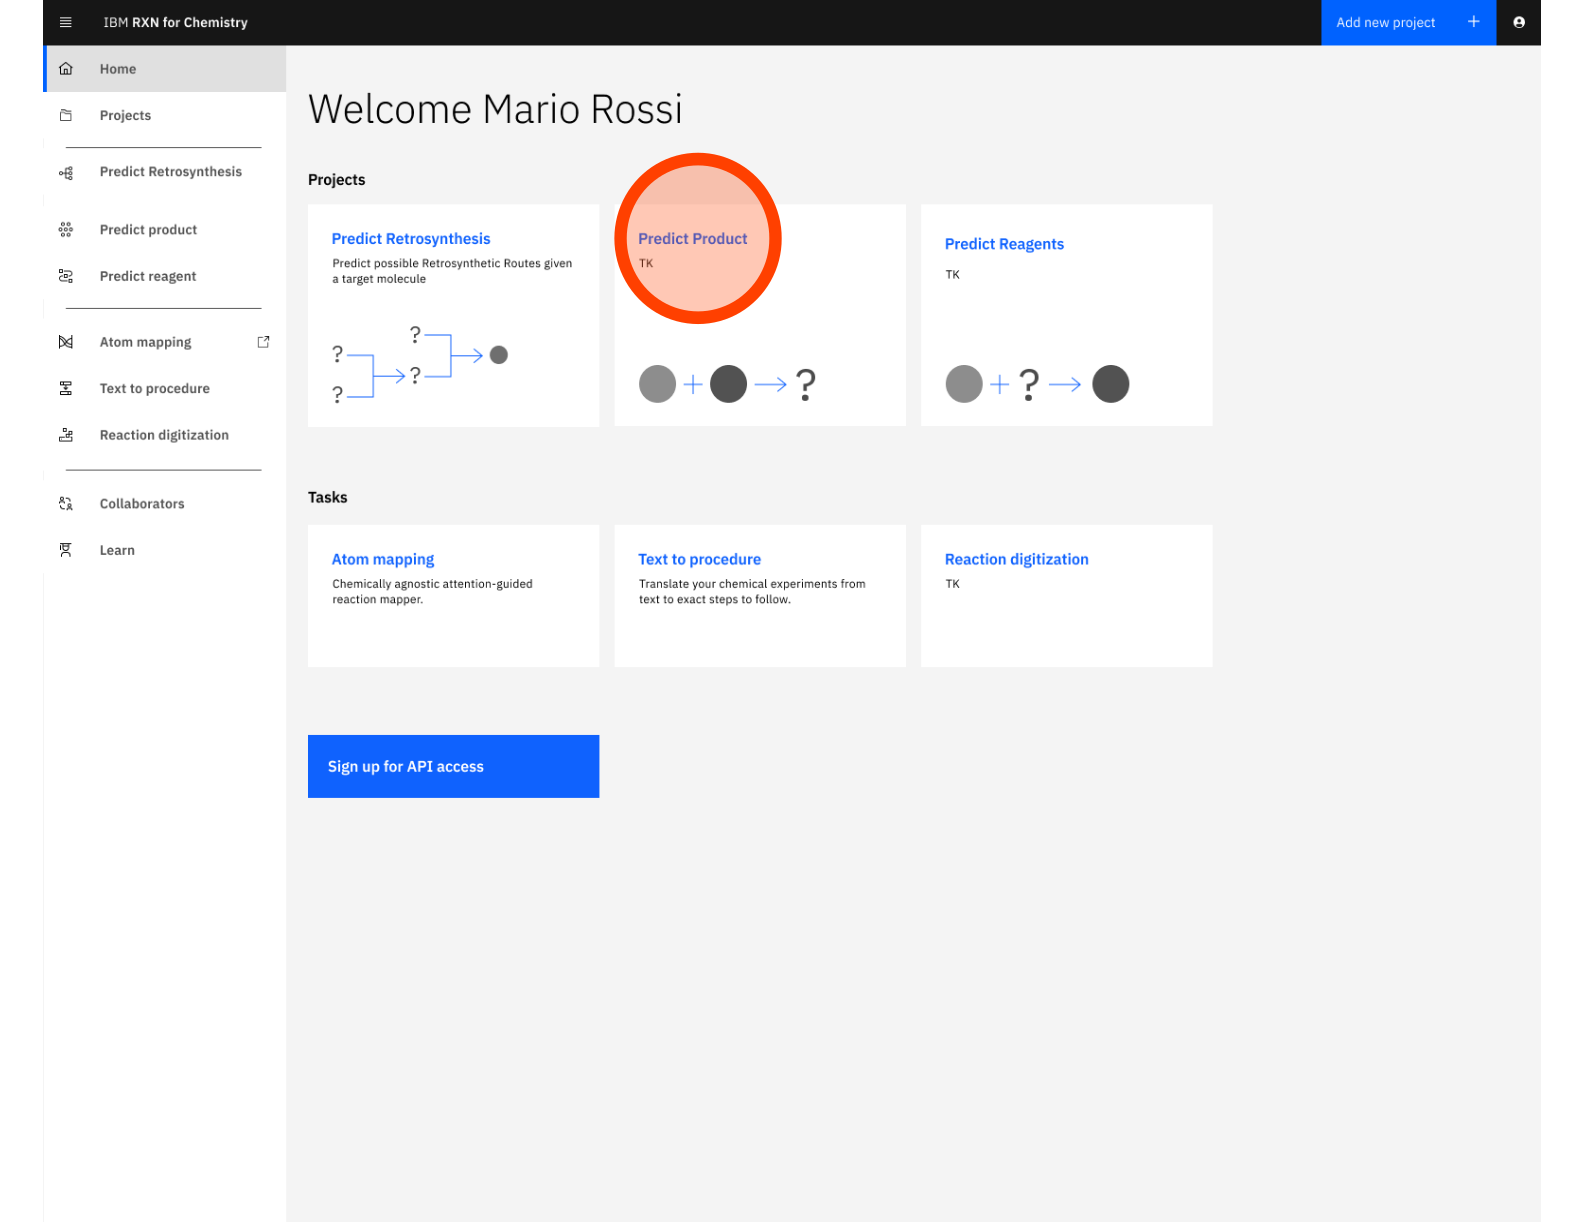 IBM RXN for Chemistry
Add new project
Home
Projects
Predict Retrosynthesis
Predict product
Predict reagent
Atom mapping
Text to procedure
Reaction digitization
Collaborators
Learn
Welcome Mario Rossi
Projects
Predict Retrosynthesis
Predict possible Retrosynthetic Routes given
a target molecule
?
?
?
?
Predict Product
TK
+ ?
Predict Reagents
TK
+ ?
Tasks
Atom mapping
Chemically agnostic attention-guided
reaction mapper.
Text to procedure
Translate your chemical experiments from
text to exact steps to follow.
Reaction digitization
TK
Sign up for API access